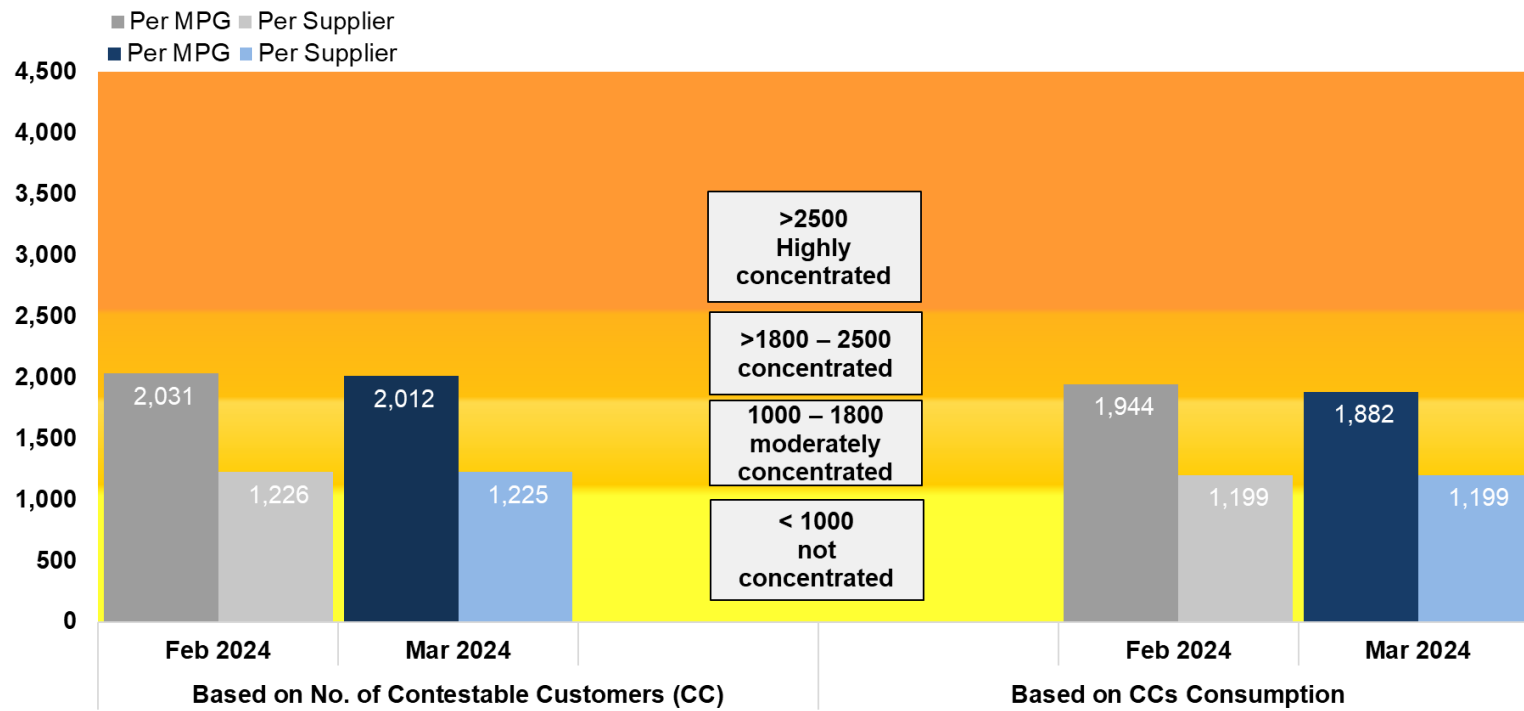 Per MPG Per Supplier
Per MPG Per Supplier
4,500
4,000
3,500
3,000
2,500
2,000
1,500
1,000
500
0
2,031
1,226
2,012
1,225
>2500
Highly
concentrated
>1800 – 2500
concentrated
1000 – 1800
moderately
concentrated
< 1000
not
concentrated
1,944
1,199
1,882
1,199
Feb 2024 Mar 2024 Feb 2024 Mar 2024
Based on No. of Contestable Customers (CC) Based on CCs Consumption